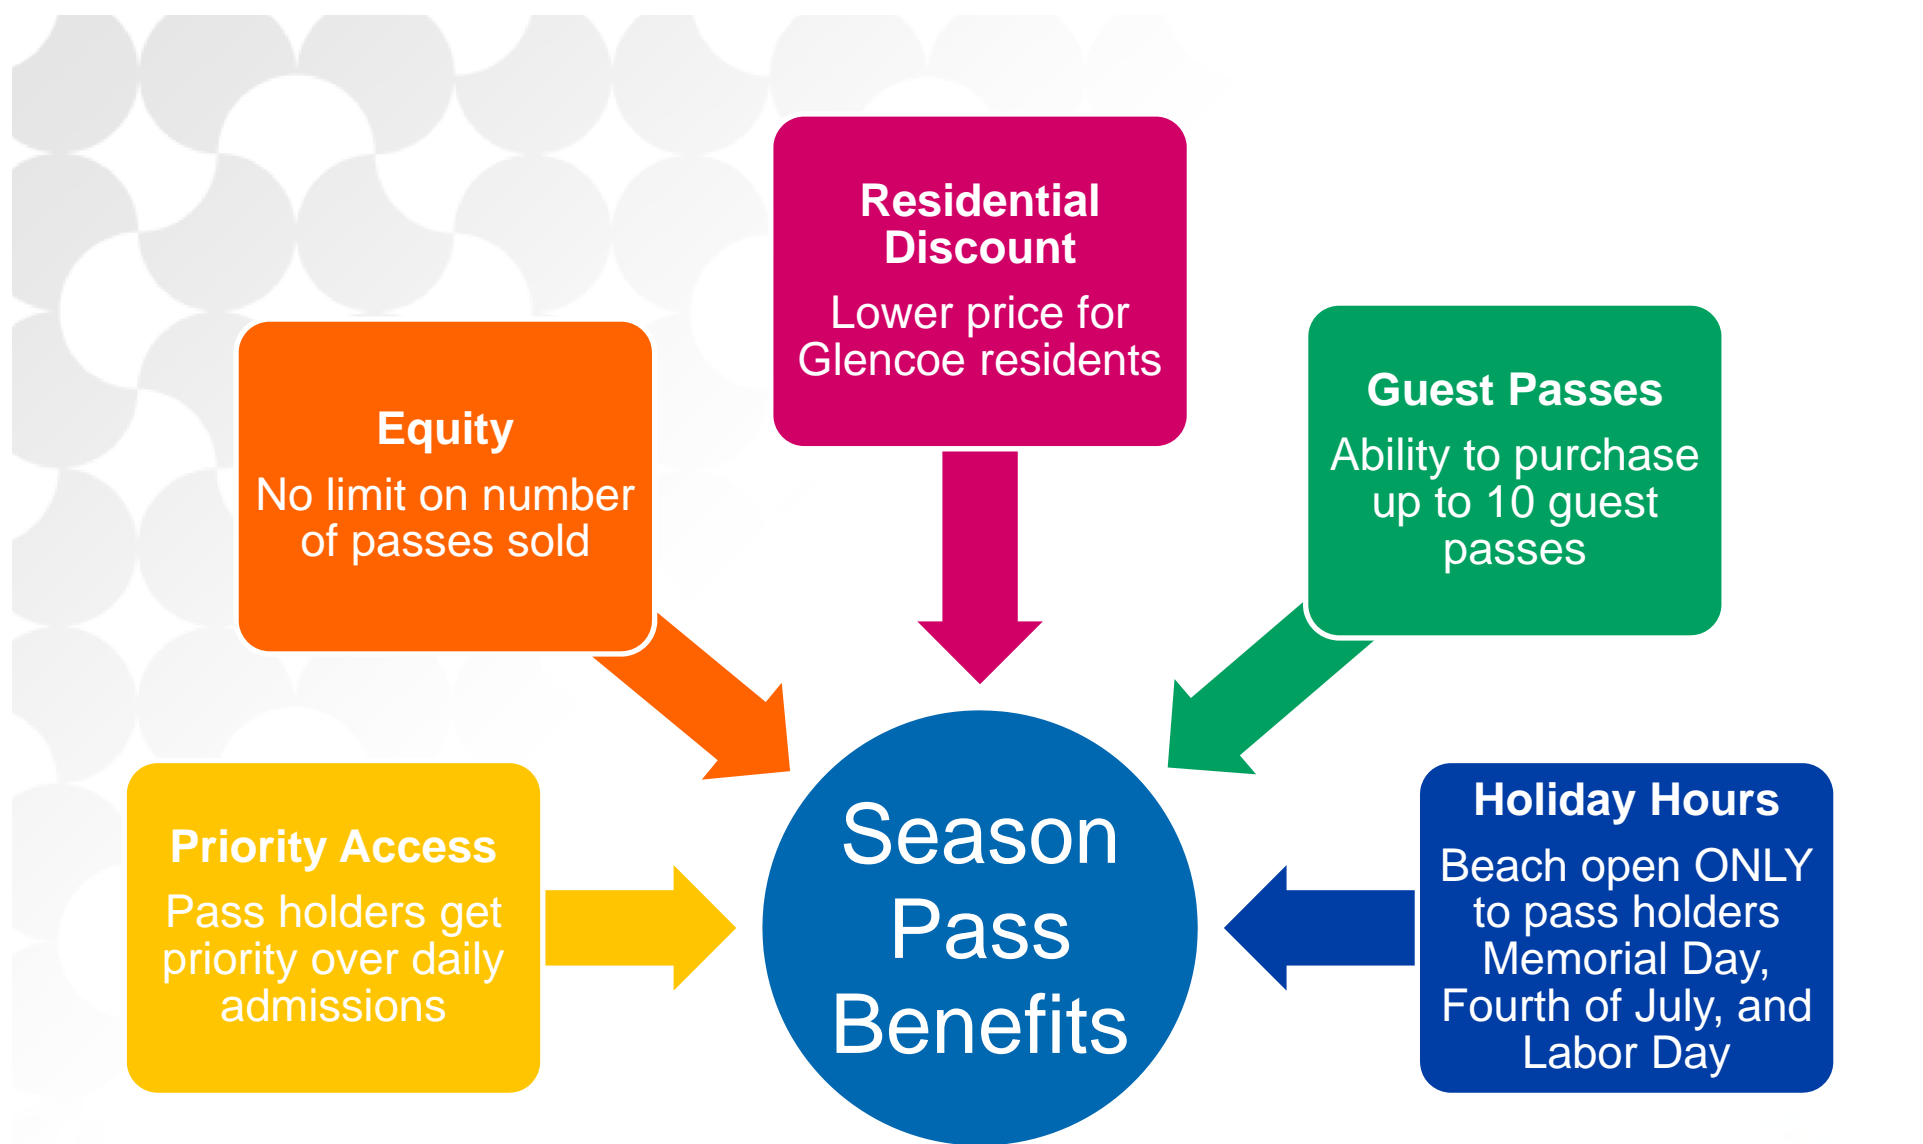 Residential
Discount
Lower price for
Glencoe residents
Equity
No limit on number
of passes sold
Guest Passes
Ability to purchase
up to 10 guest
passes
Priority Access
Pass holders get
priority over daily
admissions
Season
Pass
Benefits
Holiday Hours
Beach open ONLY
to pass holders
Memorial Day,
Fourth of July, and
Labor Day